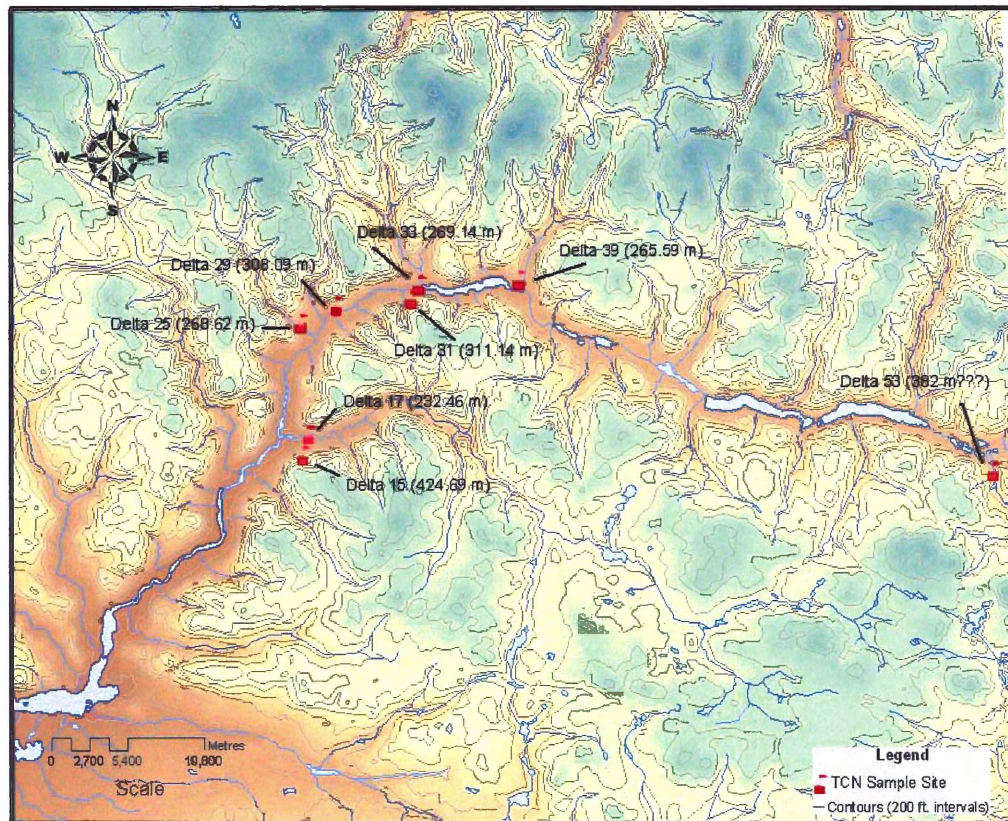 N
W E
S
Delta 33 (269.14 m)
Delta 39 (265.59 m)
Delta 29 (308.09 m)
Delta 25 (268.62 m)
Delta 31 (311.14 m)
Delta 53 (382 m???)
Delta 17 (232.46 m)
Delta 15 (424.69 m)
Metres
0 2,700 5,400 10,800
Scale
Legend
TCN Sample Site
Contours (200 ft. intervals)